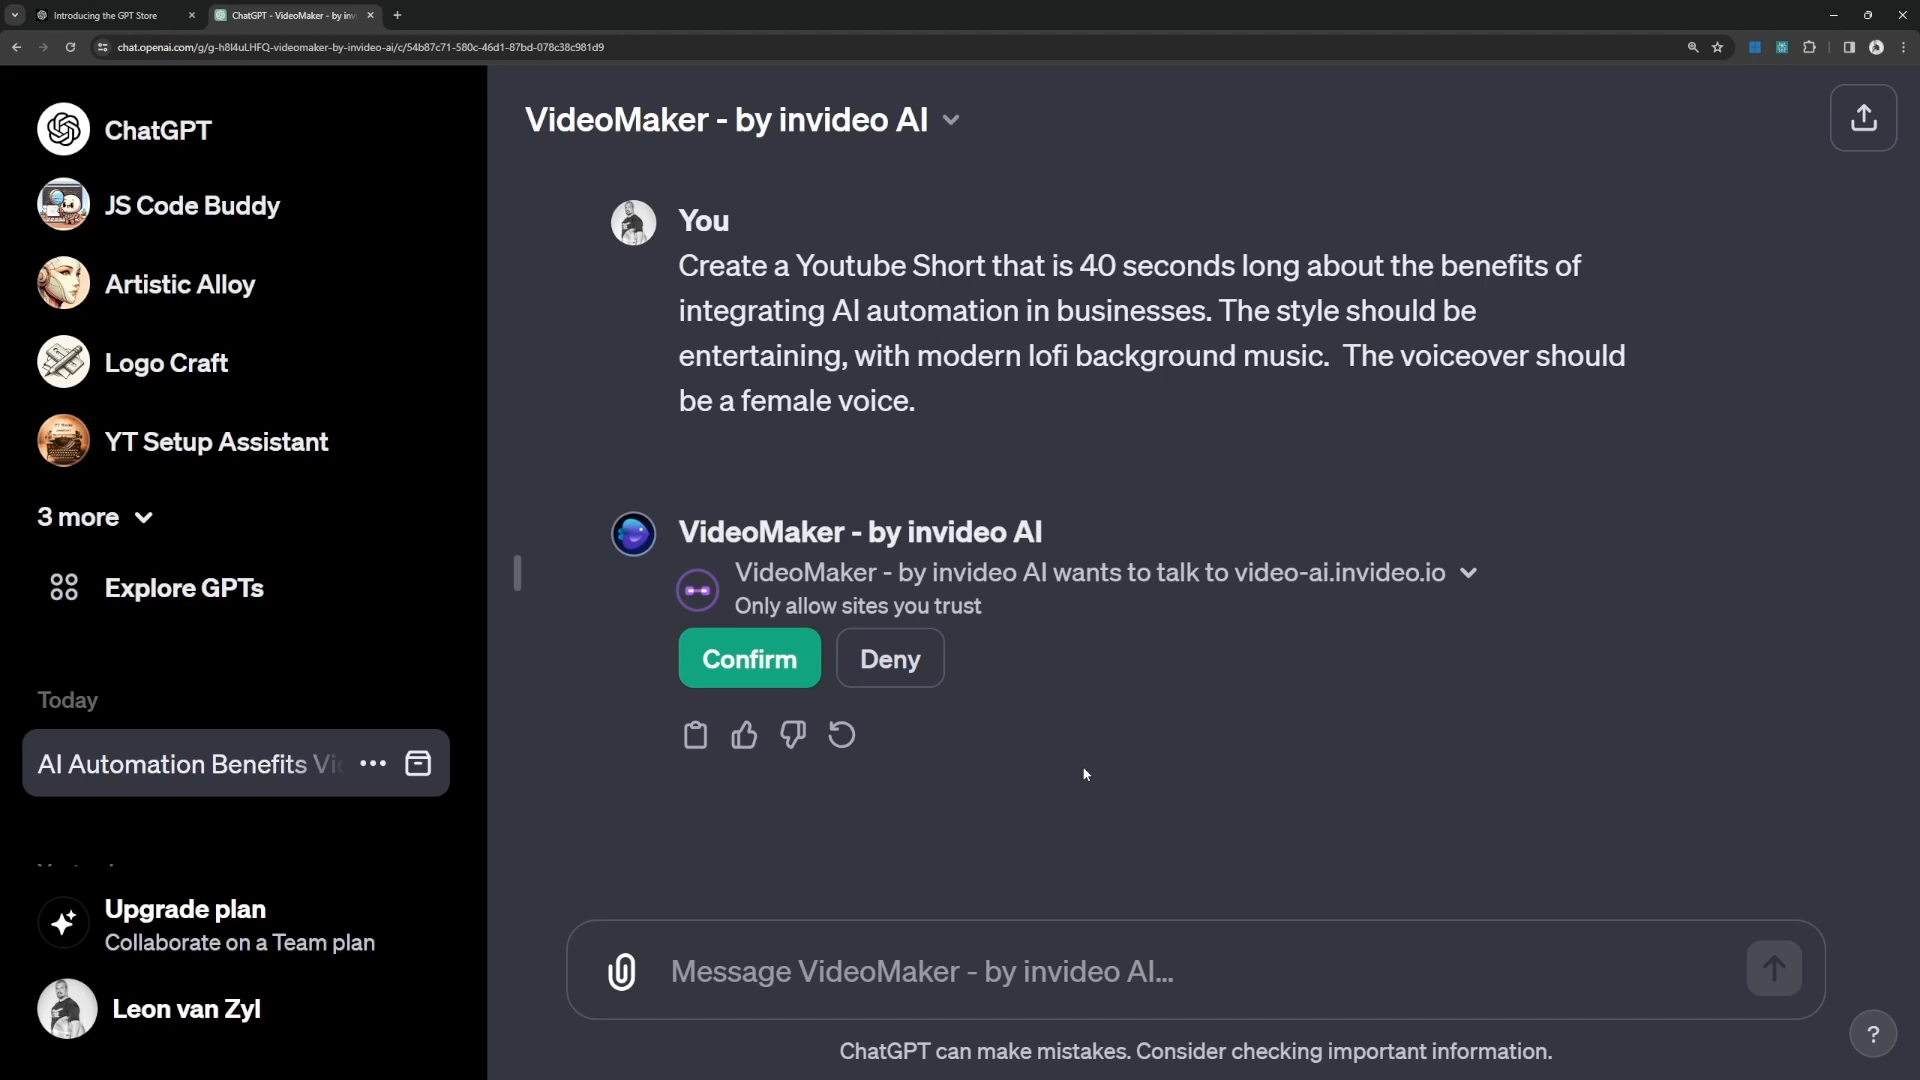 Introducing the GPT Store
ChatGPT - VideoMaker - by inv
chat.openai.com/g/g-h8l4uLHFQ-videomaker-by-invideo-ai/c/54b87c71-580c-46d1-87bd-078c38c981d9
ChatGPT
JS Code Buddy
Artistic Alloy
Logo Craft
YT Setup Assistant
3 more
Explore GPTs
Today
AI Automation Benefits Vi
Upgrade plan
Collaborate on a Team plan
Leon van Zyl
VideoMaker - by invideo AI
You
Create a Youtube Short that is 40 seconds long about the benefits of
integrating AI automation in businesses. The style should be
entertaining, with modern lofi background music.  The voiceover should
be a female voice.
VideoMaker - by invideo AI
VideoMaker - by invideo AI wants to talk to video-ai.invideo.io
Only allow sites you trust
Confirm
Deny
Message VideoMaker - by invideo AI...
ChatGPT can make mistakes. Consider checking important information.
?